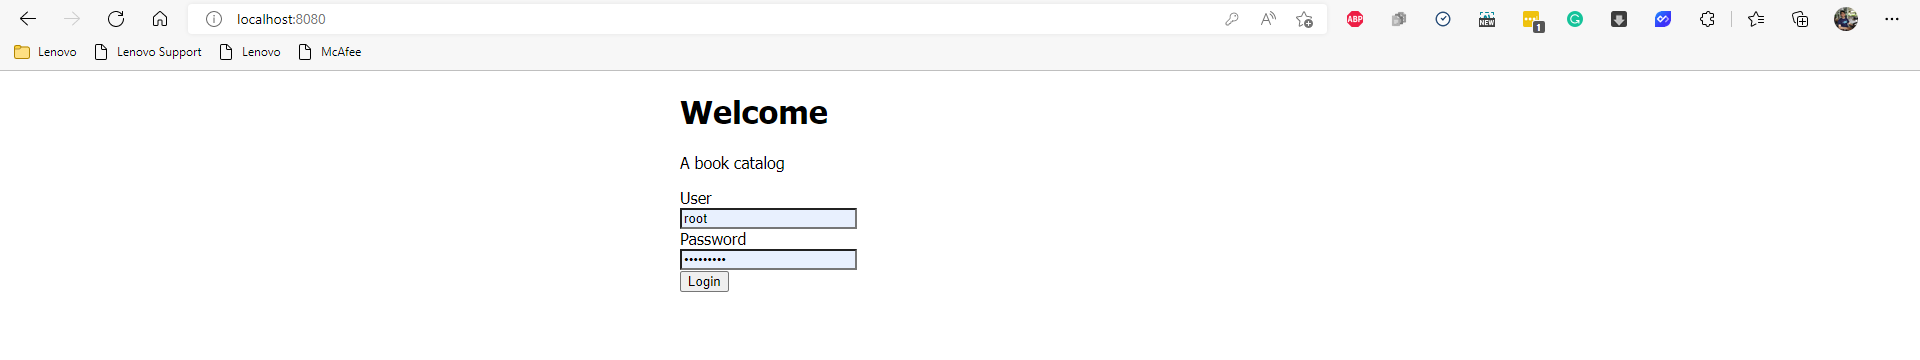 localhost:8080
ABP
NEW
1
Lenovo
Lenovo Support
Lenovo
McAfee
Welcome
A book catalog
User
root
Password
•••••••••
Login